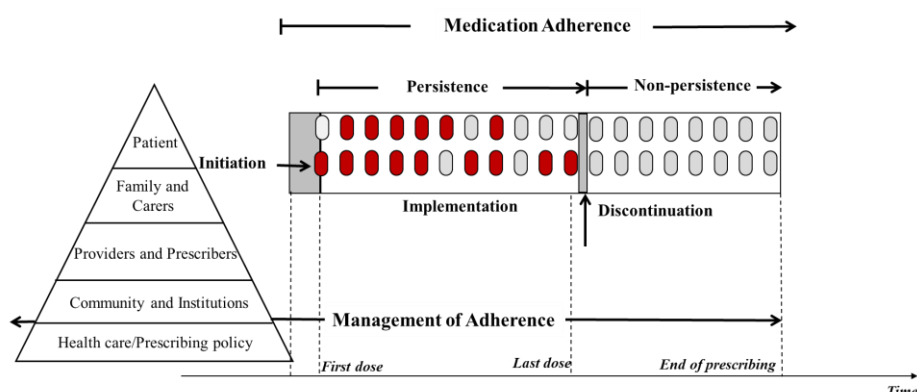 Medication Adherence
Persistence
Non-persistence
Patient
Initiation
Family and
Carers
Implementation
Discontinuation
Providers and Prescribers
Community and Institutions
Management of Adherence
Health care/Prescribing policy
First dose
Last dose
End of prescribing
Time